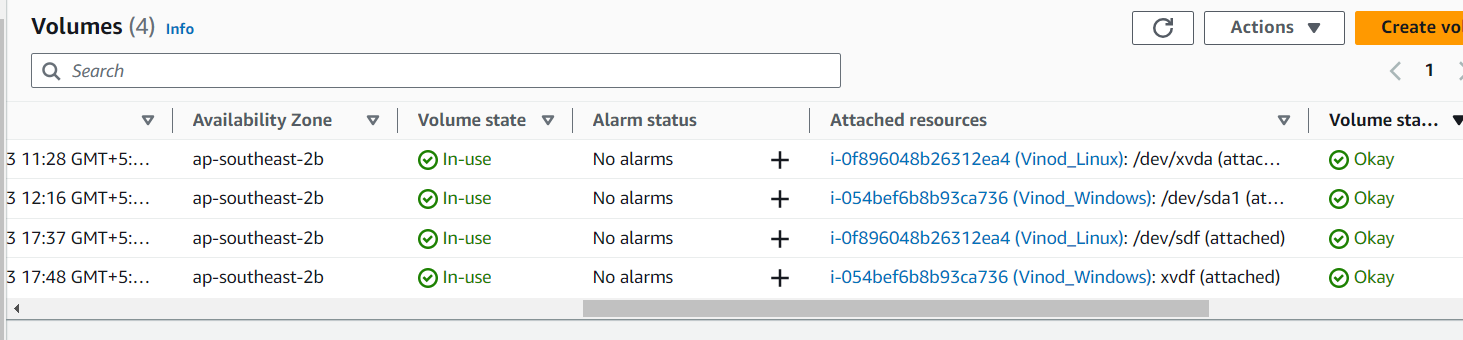 Volumes (4) Info
Actions
Create vol
Search
1
Availability Zone Volume state Alarm status Attached resources Volume sta...
3 11:28 GMT+5:... ap-southeast-2b In-use No alarms i-0f896048b26312ea4 (Vinod_Linux): /dev/xvda (attac... Okay
3 12:16 GMT+5:... ap-southeast-2b In-use No alarms i-054bef6b8b93ca736 (Vinod_Windows): /dev/sda1 (at... Okay
3 17:37 GMT+5:... ap-southeast-2b In-use No alarms i-0f896048b26312ea4 (Vinod_Linux): /dev/sdf (attached) Okay
3 17:48 GMT+5:... ap-southeast-2b In-use No alarms i-054bef6b8b93ca736 (Vinod_Windows): xvdf (attached) Okay